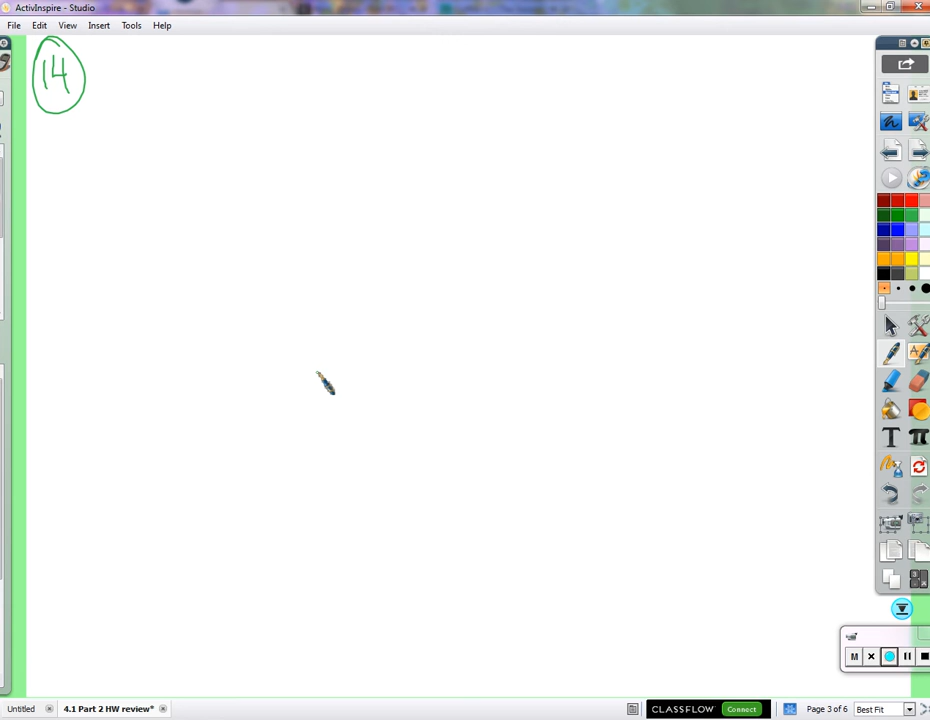 ActivInspire - Studio
File Edit View Insert Tools Help
14
T π
M
Untitled 4.1 Part 2 HW review* CLASSFLOW Connect Page 3 of 6 Best Fit